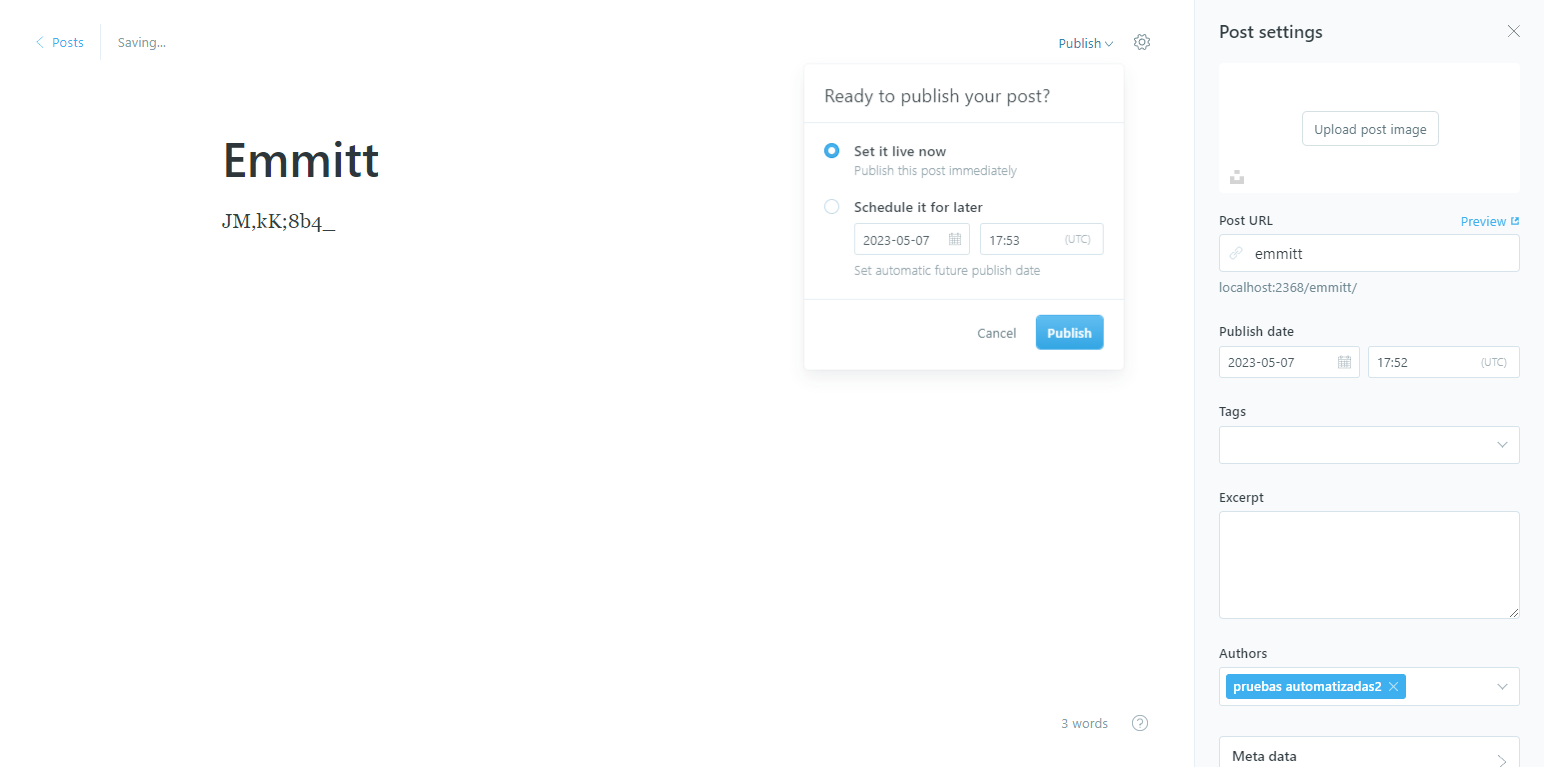 Posts
Saving...
Publish
Ready to publish your post?
Set it live now
Publish this post immediately
Schedule it for later
2023-05-07
17:53 (UTC)
Set automatic future publish date
Cancel
Publish
Emmitt
JM,kK;8b4_
3 words
?
Post settings
Upload post image
Post URL
Preview
emmitt
localhost:2368/emmitt/
Publish date
2023-05-07
17:52 (UTC)
Tags
Excerpt
Authors
pruebas automatizadas2
Meta data